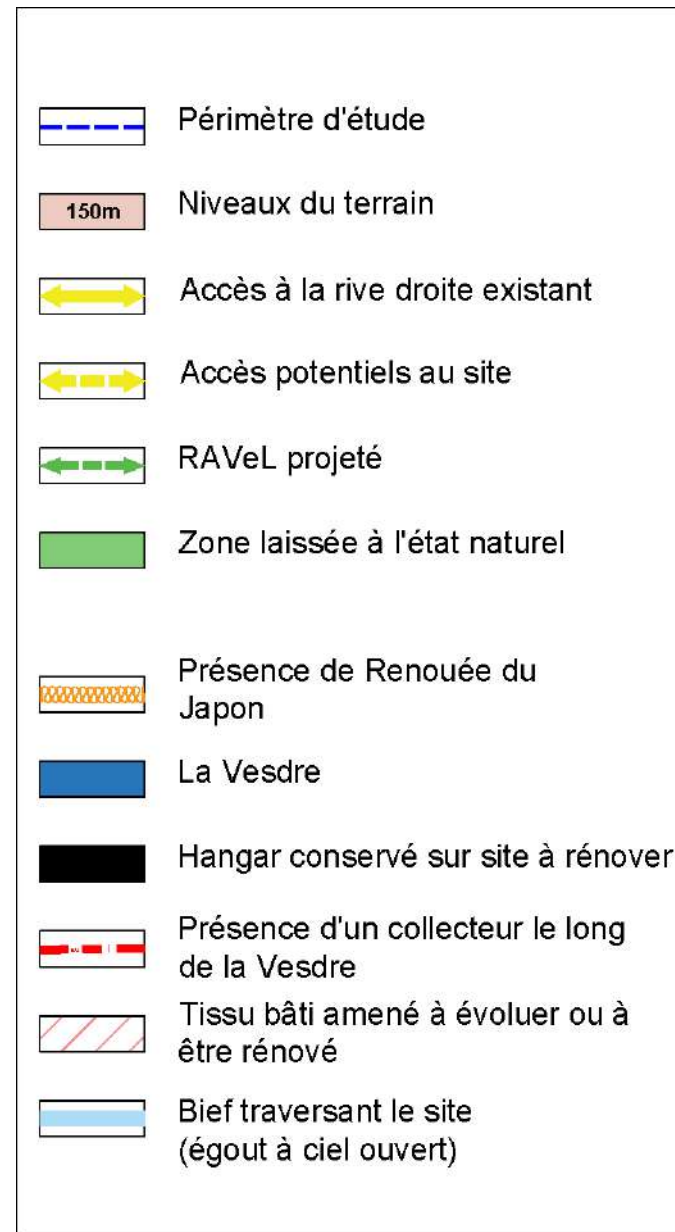 Périmètre d'étude
150m Niveaux du terrain
Accès à la rive droite existant
Accès potentiels au site
RAVeL projeté
Zone laissée à l'état naturel
Présence de Renouée du
Japon
La Vesdre
Hangar conservé sur site à rénover
Présence d'un collecteur le long
de la Vesdre
Tissu bâti amené à évoluer ou à
être rénové
Bief traversant le site
(égout à ciel ouvert)